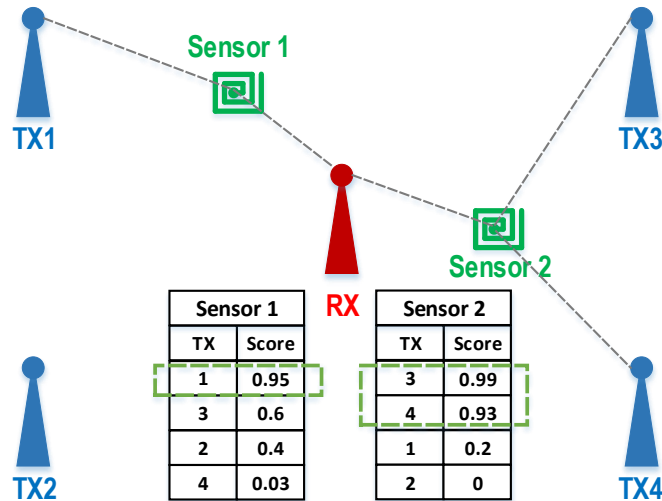 Sensor 1
TX1
TX3
Sensor 2
RX
TX2
TX4
Sensor 1
TX Score
1 0.95
3 0.6
2 0.4
4 0.03
Sensor 2
TX Score
3 0.99
4 0.93
1 0.2
2 0